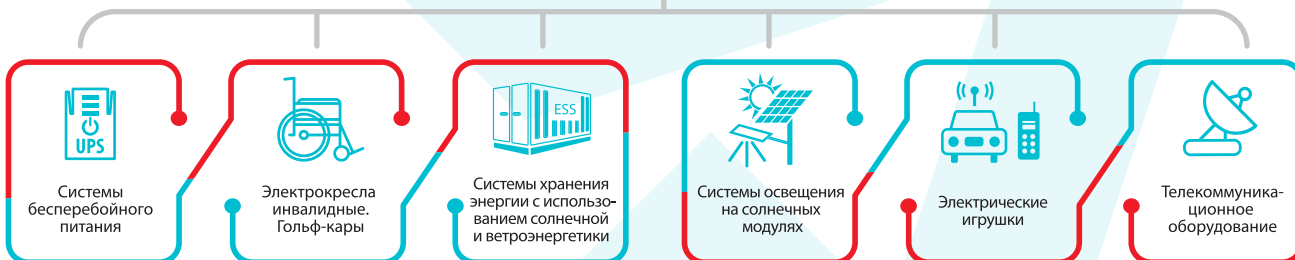 UPS
Системы
бесперебойного
питания
Электрокресла
инвалидные.
Гольф-кары
ESS
Системы хранения
энергии с использо-
ванием солнечной
и ветроэнергетики
Системы освещения
на солнечных
модулях
Электрические
игрушки
Телекоммуника-
ционное
оборудование